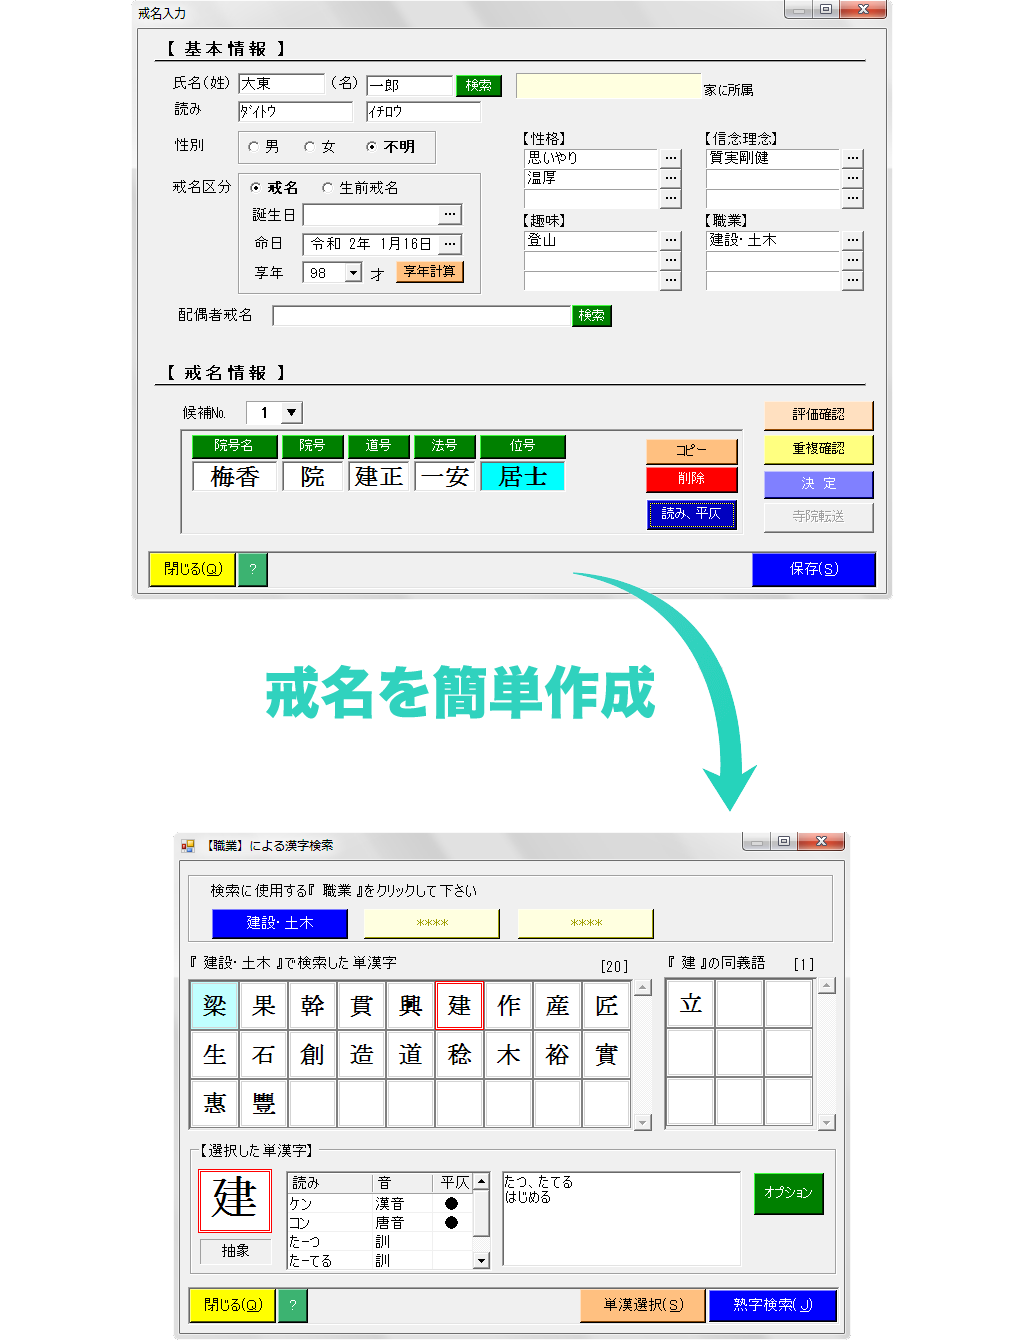 戒名入力
【 基本情報 】
氏名(姓) 大東 (名) 一郎 検索 家に所属
読み ダイトウ イチロウ
性別 男 女 不明
【性格】 【信念理念】
思いやり ... 質実剛健 ...
温厚 ... ...
... ...
戒名区分 戒名 生前戒名
誕生日 ...
命日 令和 2年 1月16日 ...
享年 98 才 享年計算
【趣味】 【職業】
登山 ... 建設・土木 ...
... ...
... ...
配偶者戒名 検索
【 戒名情報 】
候補No. 1
院号名 院号 道号 法号 位号
梅香 院 建正 一安 居士
コピー
削除
読み、平仄
評価確認
重複確認
決 定
寺院転送
閉じる(Q) ? 保存(S)
戒名を簡単作成
【職業】による漢字検索
検索に使用する『 職業 』をクリックして下さい
建設・土木 **** ****
『 建設・土木 』で検索した単漢字 [20] 『 建 』の同義語 [1]
梁 果 幹 貫 興 建 作 産 匠 立
生 石 創 造 道 稔 木 裕 實
惠 豐
【選択した単漢字】
建
抽象
読み 音 平仄
ケン 漢音 ●
コン 唐音 ●
たーつ 訓
たーてる 訓
たつ、たてる
はじめる
オプション
閉じる(Q) ? 単漢選択(S) 熟字検索(J)